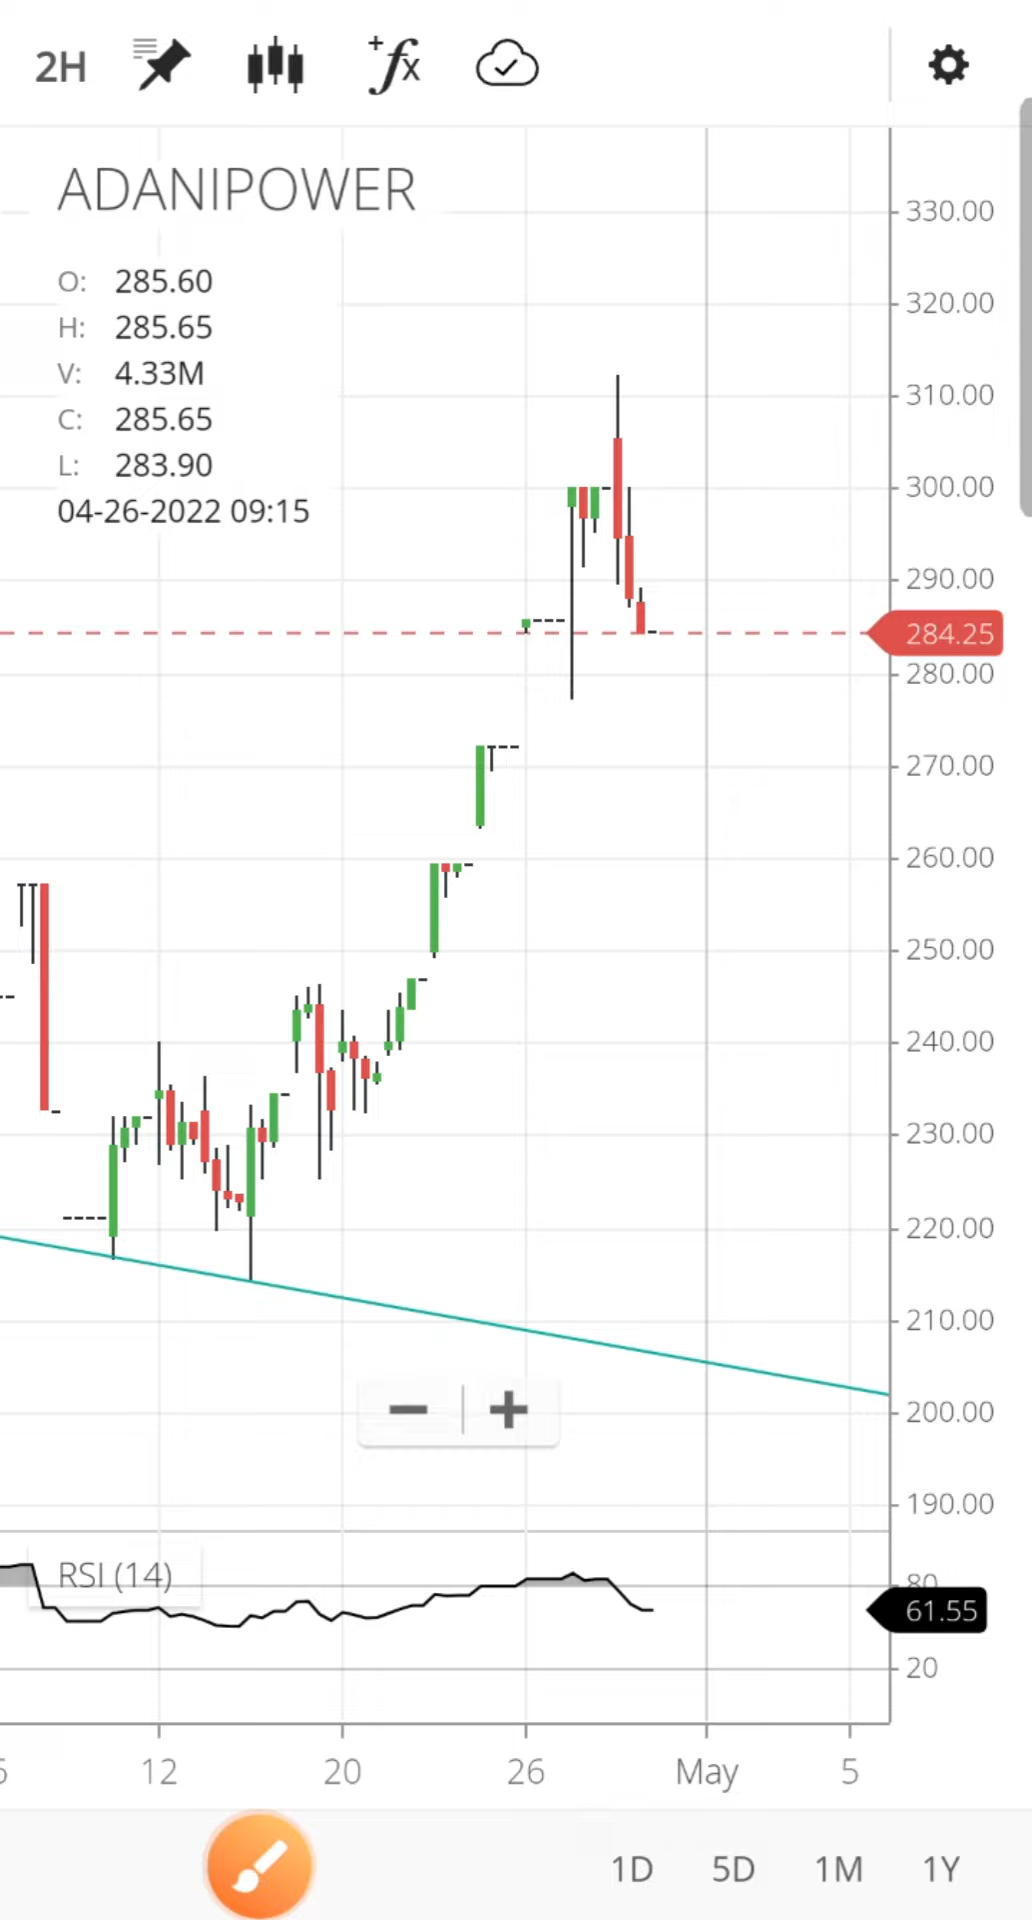 2H
ADANIPOWER
O: 285.60
H: 285.65
V: 4.33M
C: 285.65
L: 283.90
04-26-2022 09:15
330.00
320.00
310.00
300.00
290.00
284.25
280.00
270.00
260.00
250.00
240.00
230.00
220.00
210.00
200.00
190.00
RSI (14)
80
61.55
20
12 20 26 May 5
1D 5D 1M 1Y